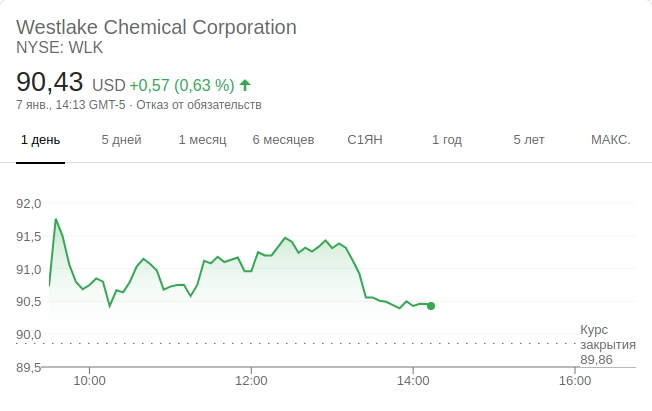 Westlake Chemical Corporation
NYSE: WLK
90,43 USD +0,57 (0,63 %)
7 янв., 14:13 GMT-5 · Отказ от обязательств
1 день 5 дней 1 месяц 6 месяцев С1ЯН 1 год 5 лет МАКС.
92,0
91,5
91,0
90,5
90,0
89,5
Курс
закрытия
89,86
10:00 12:00 14:00 16:00